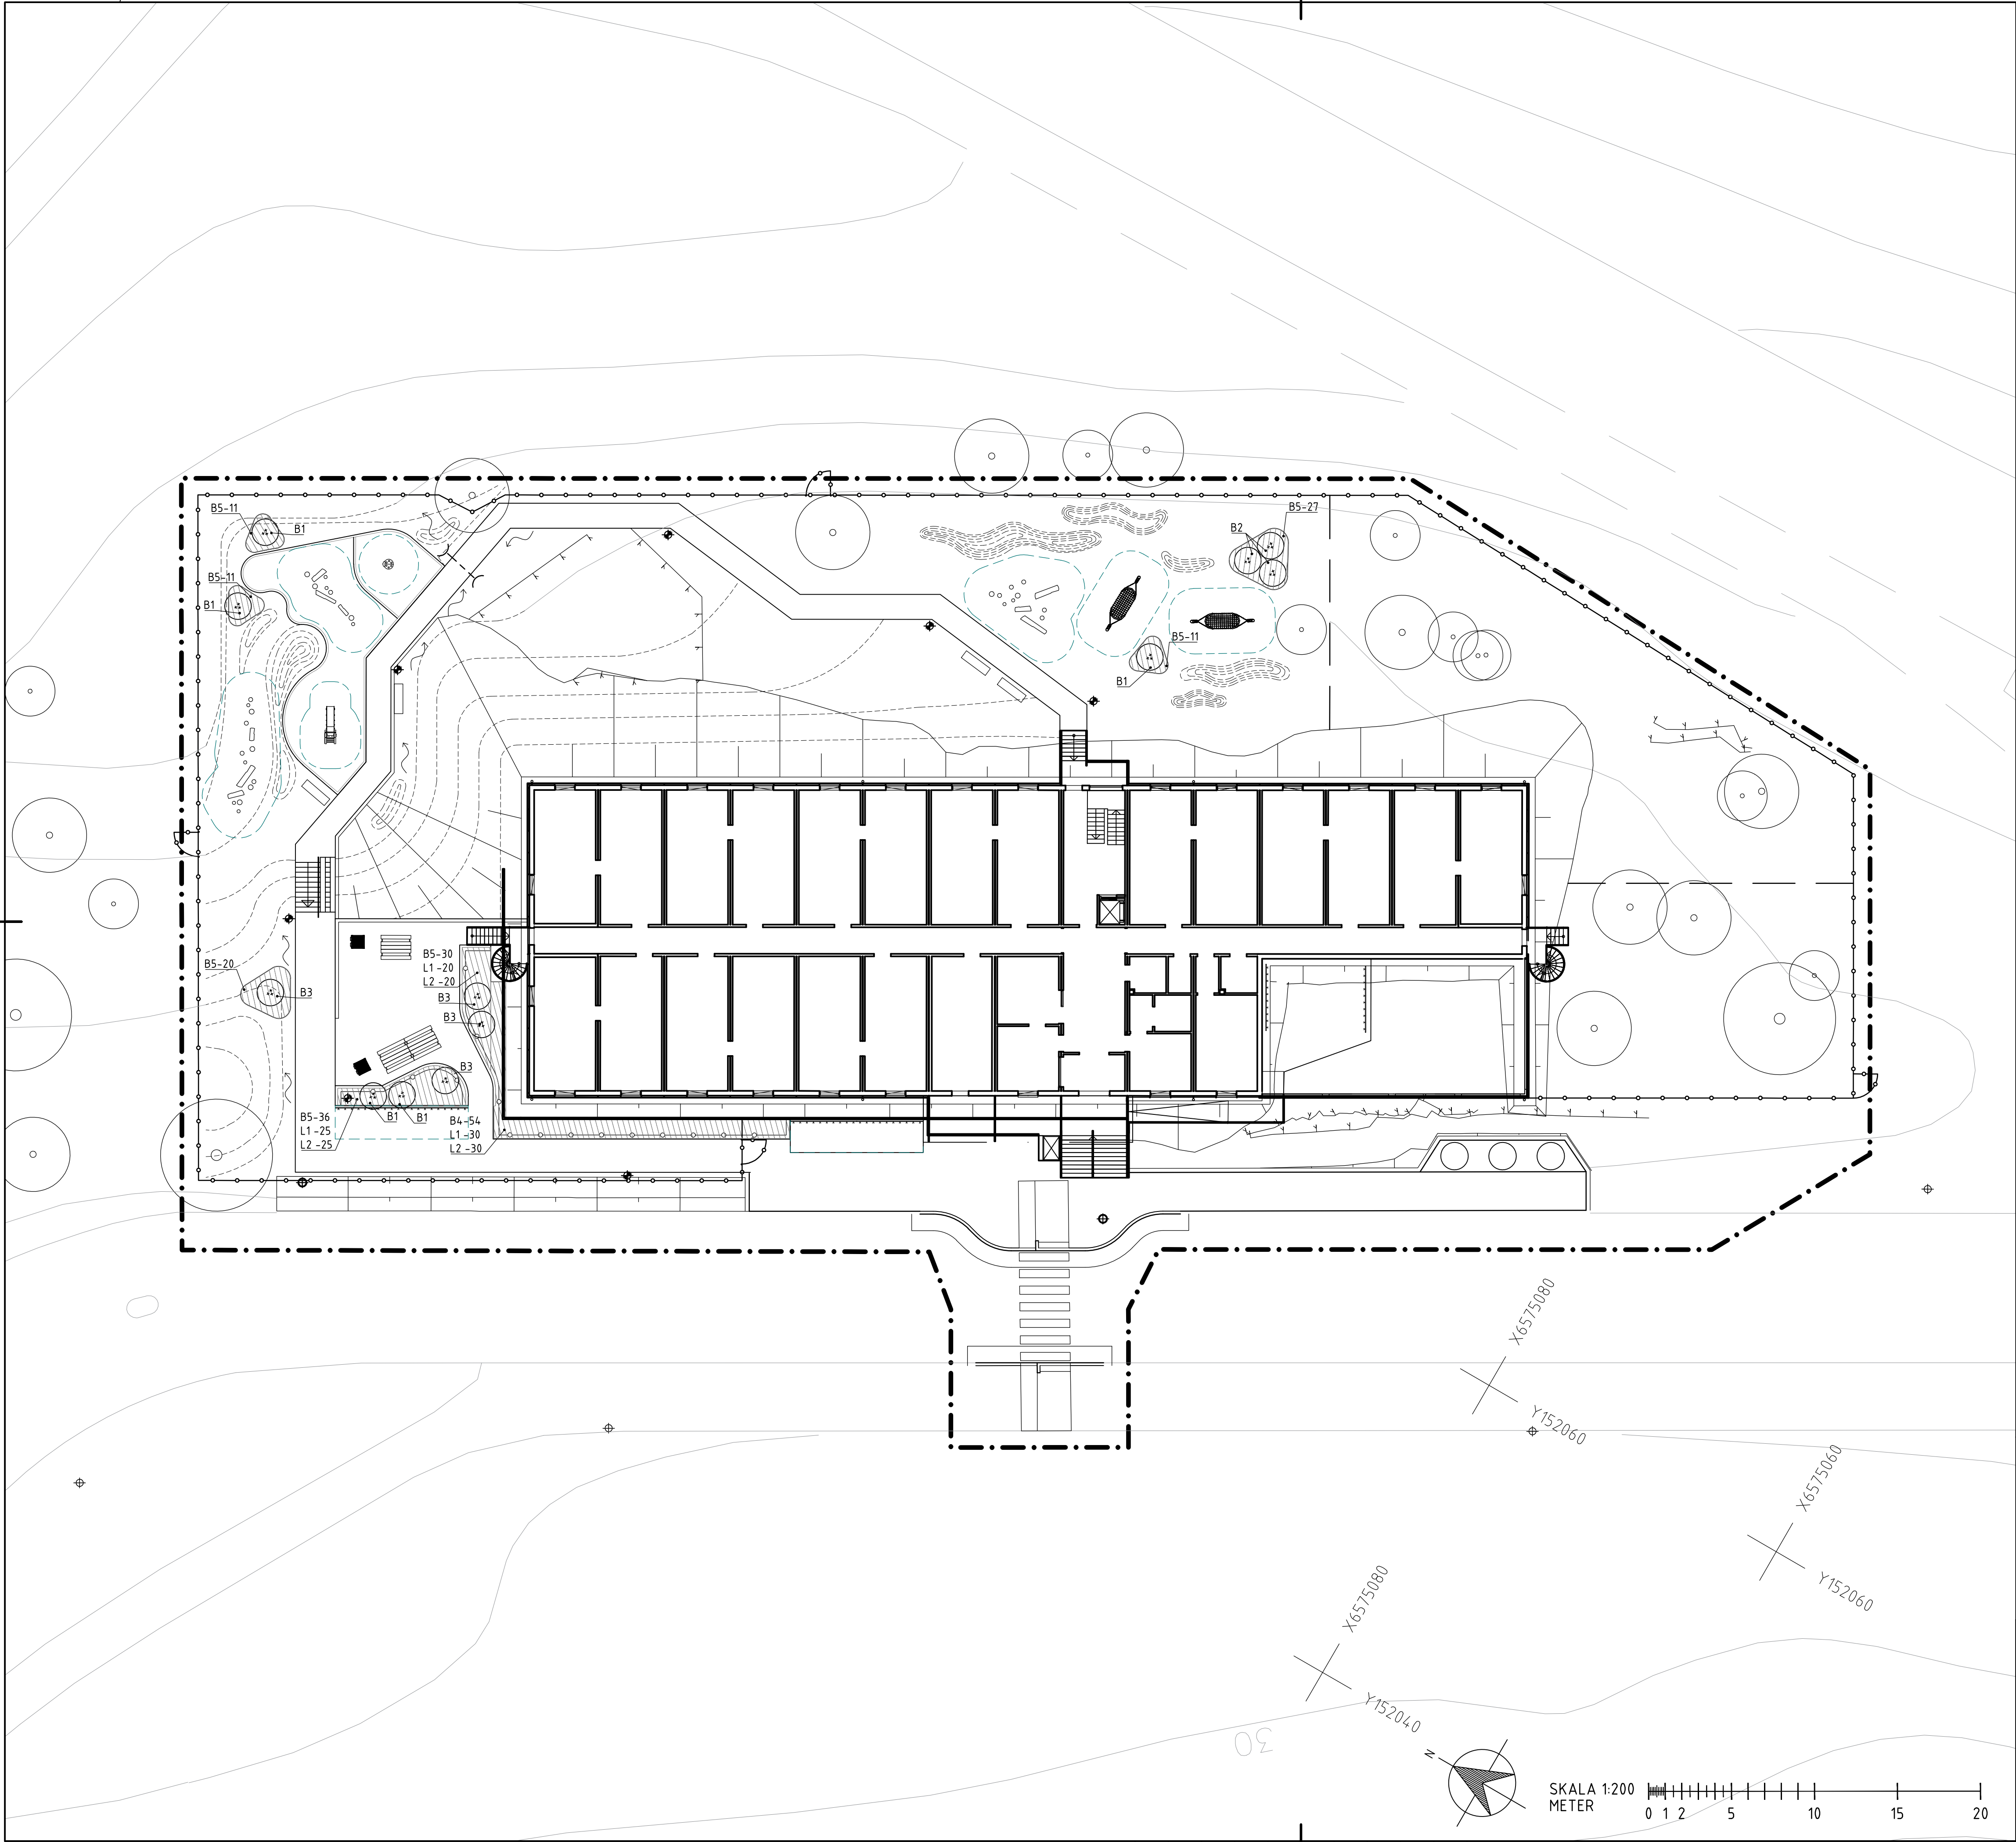 B5-11
B1
B5-27
B2
B5-11
B1
B5-11
B1
B5-30
L1-20
L2-20
B3
B5-20
B3
B3
B3
B5-36
L1-25
L2-25
B1
B1
B4-54
L1-30
L2-30
X6575080
Y152060
X6575060
Y152060
X6575080
Y152040
30
N
SKALA 1:200
METER
0 1 2 5 10 15 20